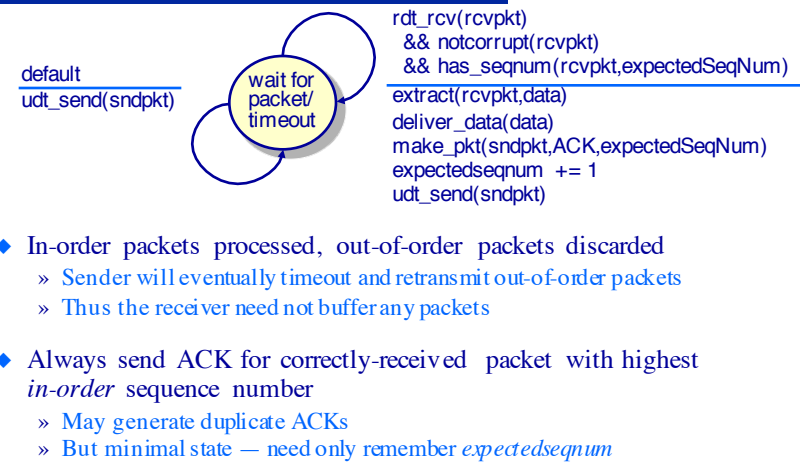 default
udt_send(sndpkt)
wait for
packet/
timeout
rdt_rcv(rcvpkt)
&& notcorrupt(rcvpkt)
&& has_seqnum(rcvpkt,expectedSeqNum)
extract(rcvpkt,data)
deliver_data(data)
make_pkt(sndpkt,ACK,expectedSeqNum)
expectedseqnum += 1
udt_send(sndpkt)
◆ In-order packets processed, out-of-order packets discarded
» Sender will eventually timeout and retransmit out-of-order packets
» Thus the receiver need not buffer any packets
◆ Always send ACK for correctly-received packet with highest
in-order sequence number
» May generate duplicate ACKs
» But minimal state — need only remember expectedseqnum